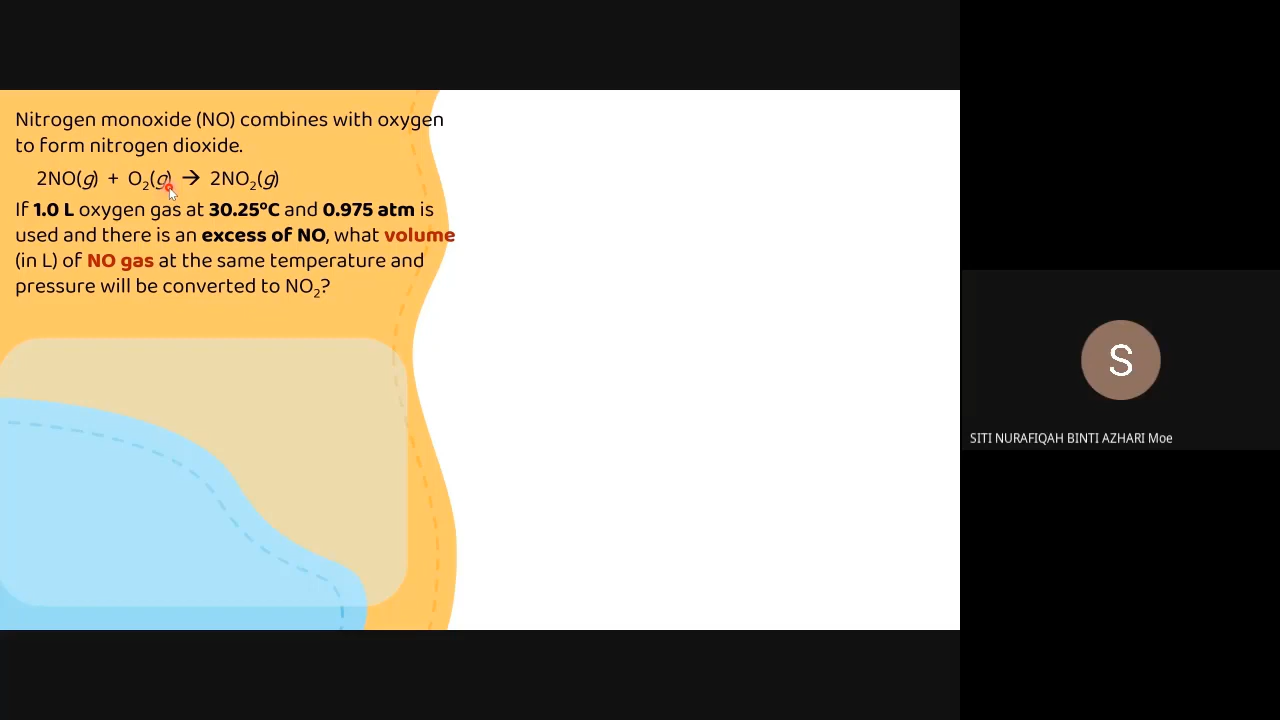 Nitrogen monoxide (NO) combines with oxygen
to form nitrogen dioxide.
2NO(g) + O₂(g) → 2NO₂(g)
If 1.0 L oxygen gas at 30.25ºC and 0.975 atm is
used and there is an excess of NO, what volume
(in L) of NO gas at the same temperature and
pressure will be converted to NO₂?
S
SITI NURAFIQAH BINTI AZHARI Moe